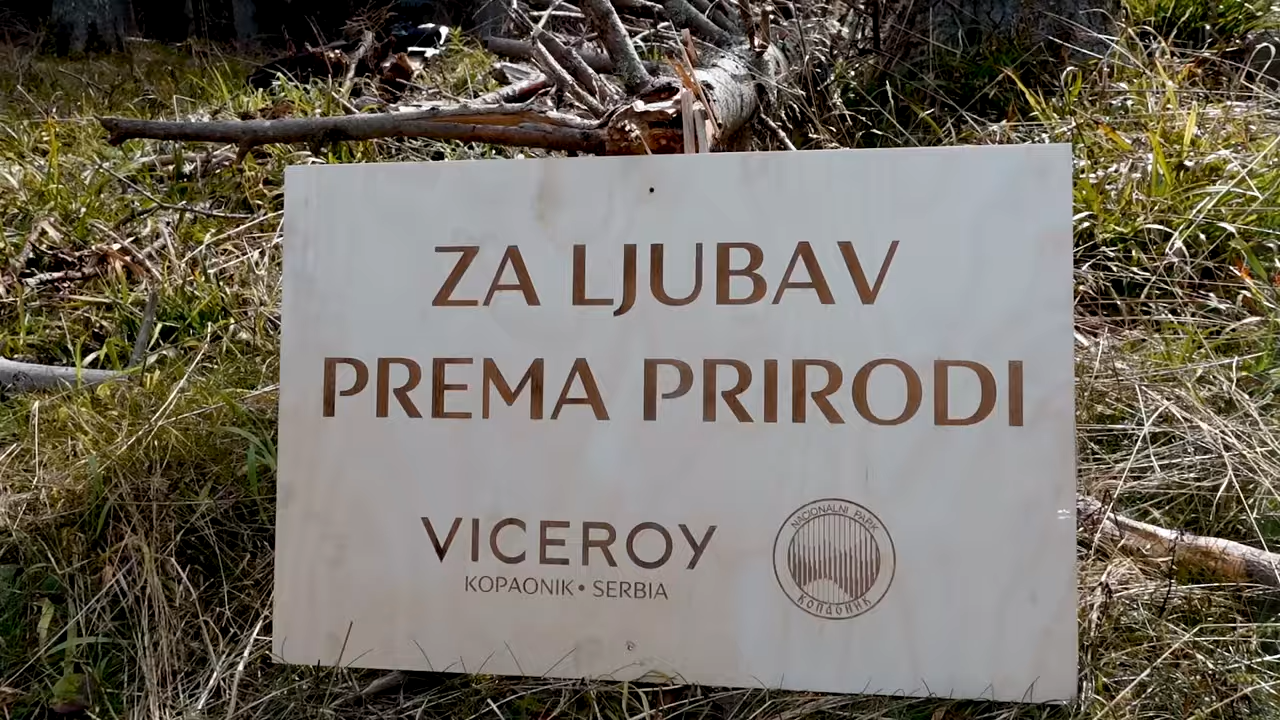 ZA LJUBAV
PREMA PRIRODI
VICEROY
KOPAONIK • SERBIA
NACIONALNI PARK
КОПАОНИК